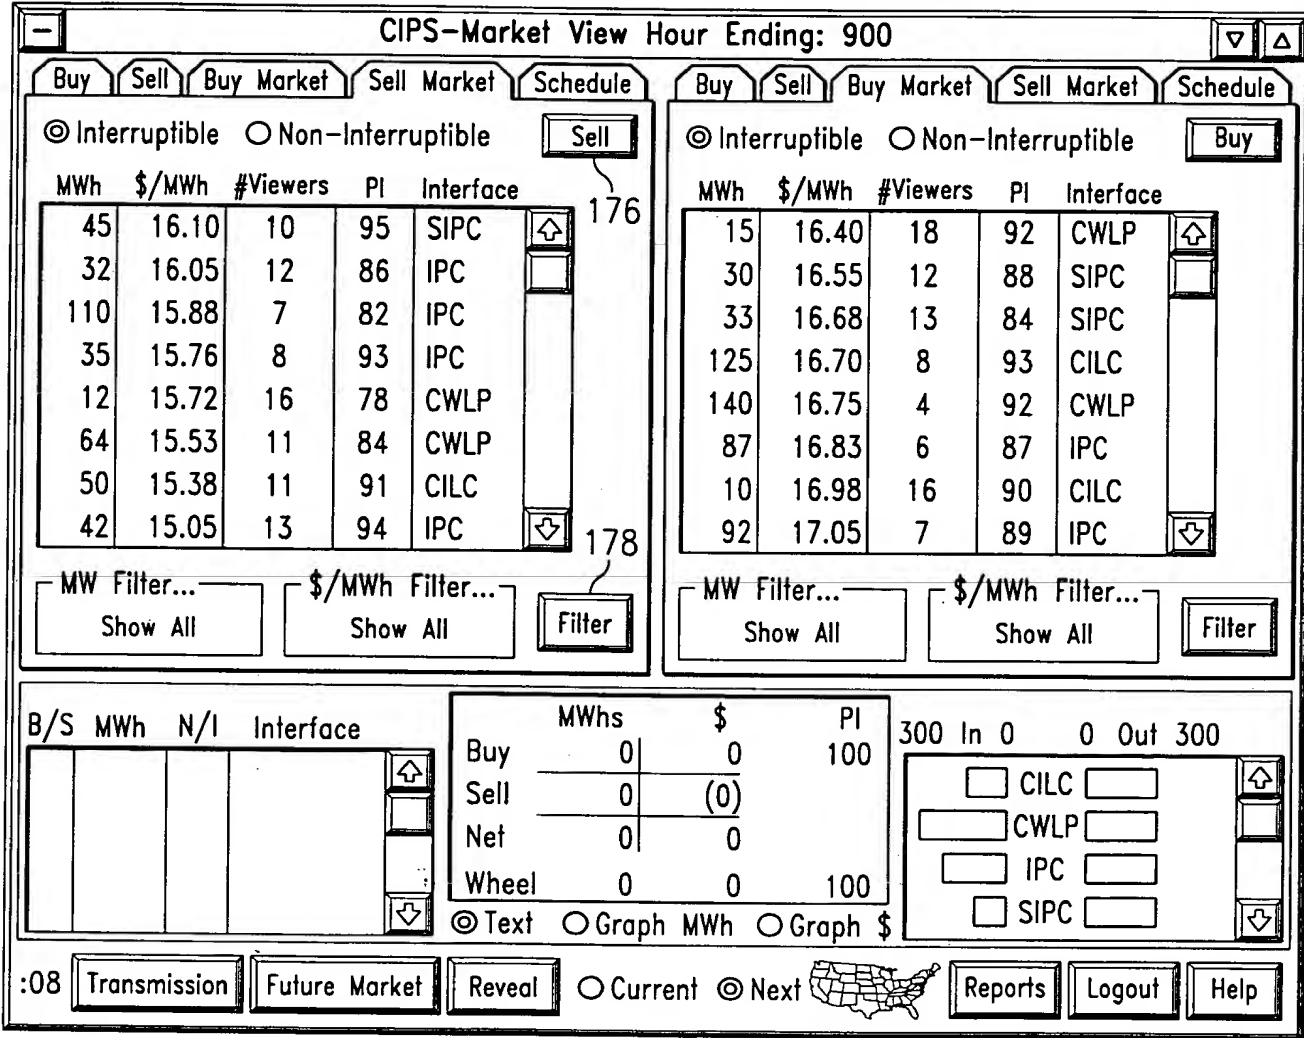 CIPS-Market View Hour Ending: 900
Buy Sell Buy Market Sell Market Schedule
Interruptible Non-Interruptible Sell
176
MWh $/MWh #Viewers PI Interface
45 16.10 10 95 SIPC
32 16.05 12 86 IPC
110 15.88 7 82 IPC
35 15.76 8 93 IPC
12 15.72 16 78 CWLP
64 15.53 11 84 CWLP
50 15.38 11 91 CILC
42 15.05 13 94 IPC
178
MW Filter... $/MWh Filter...
Show All Show All Filter
Buy Sell Buy Market Sell Market Schedule
Interruptible Non-Interruptible Buy
MWh $/MWh #Viewers PI Interface
15 16.40 18 92 CWLP
30 16.55 12 88 SIPC
33 16.68 13 84 SIPC
125 16.70 8 93 CILC
140 16.75 4 92 CWLP
87 16.83 6 87 IPC
10 16.98 16 90 CILC
92 17.05 7 89 IPC
MW Filter... $/MWh Filter...
Show All Show All Filter
B/S MWh N/I Interface
MWhs $ PI
Buy 0 0 100
Sell 0 (0)
Net 0 0
Wheel 0 0 100
Text Graph MWh Graph $
300 In 0 0 Out 300
CILC
CWLP
IPC
SIPC
:08 Transmission Future Market Reveal Current Next Reports Logout Help